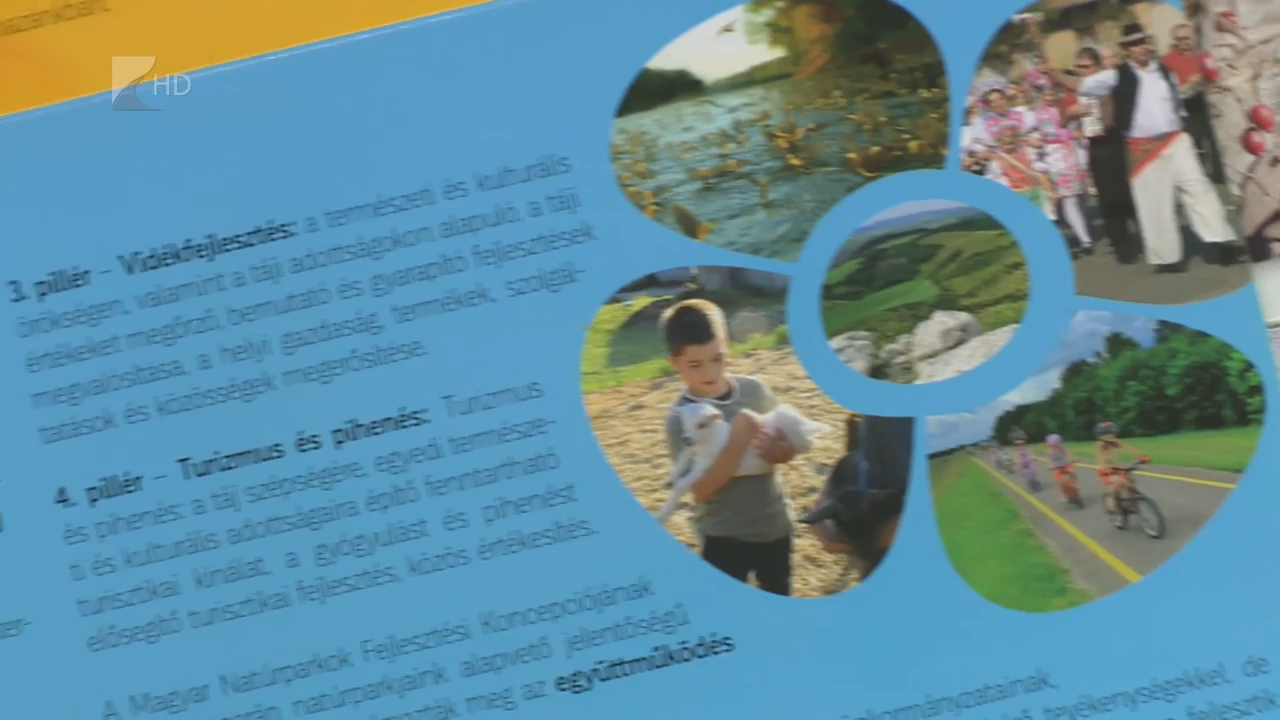 hazánkban.
HD
3. pillér – Vidékfejlesztés: a természeti és kulturális
örökségen, valamint a táji adottságokon alapuló, a táji
értékeket megőrző, bemutató és gyarapító fejlesztések
megvalósítása, a helyi gazdaság, termékek, szolgál-
tatások és közösségek megerősítése.
4. pillér – Turizmus és pihenés: Turizmus
és pihenés: a táj szépségére, egyedi természe-
ti és kulturális adottságaira építő fenntartható
turisztikai kínálat, a gyógyulást és pihenést
elősegítő turisztikai fejlesztés, közös értékesítés.
A Magyar Natúrparkok Fejlesztési Koncepciójának
natúrparkjaink alapvető jelentőségű
meg az együttműködés
tevékenységekkel, de